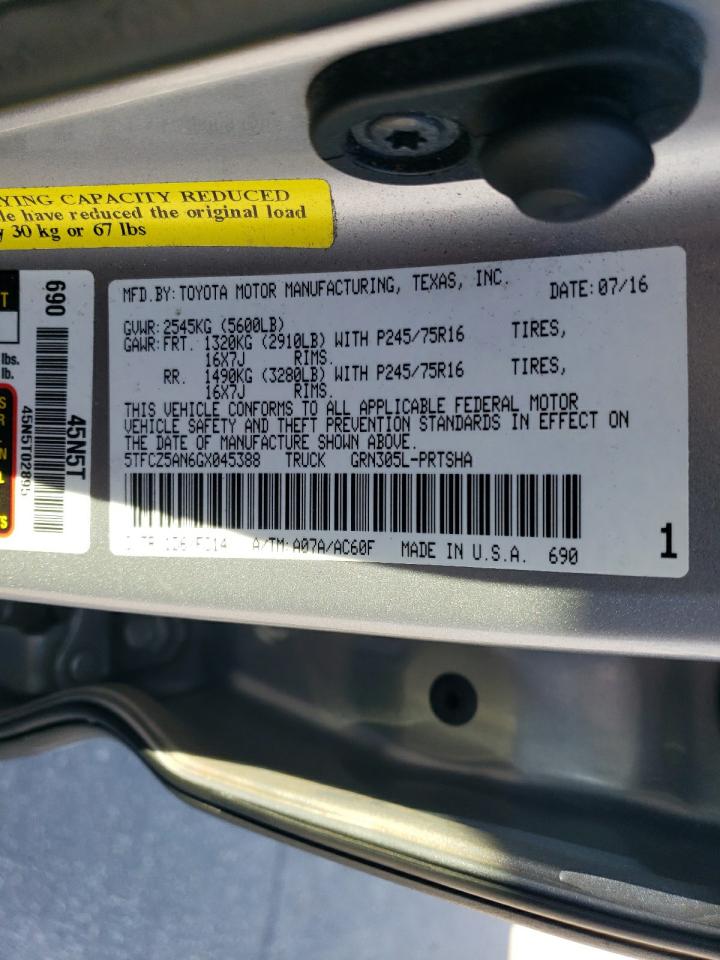 YING CAPACITY REDUCED
le have reduced the original load
y 30 kg or 67 lbs
T
lbs.
lb.
S
R
N
L
TS
690
45N5T02895
45N5T
MFD.BY: TOYOTA MOTOR MANUFACTURING, TEXAS, INC. DATE: 07/16
GVWR: 2545KG (5600LB)
GAWR: FRT. 1320KG (2910LB) WITH P245/75R16 TIRES,
16X7J RIMS.
RR. 1490KG (3280LB) WITH P245/75R16 TIRES,
16X7J RIMS.
THIS VEHICLE CONFORMS TO ALL APPLICABLE FEDERAL MOTOR
VEHICLE SAFETY AND THEFT PREVENTION STANDARDS IN EFFECT ON
THE DATE OF MANUFACTURE SHOWN ABOVE.
5TFCZ5AN6GX045388 TRUCK GRN305L-PRTSHA
A/TM: A07A/AC60F MADE IN U.S.A. 690
1